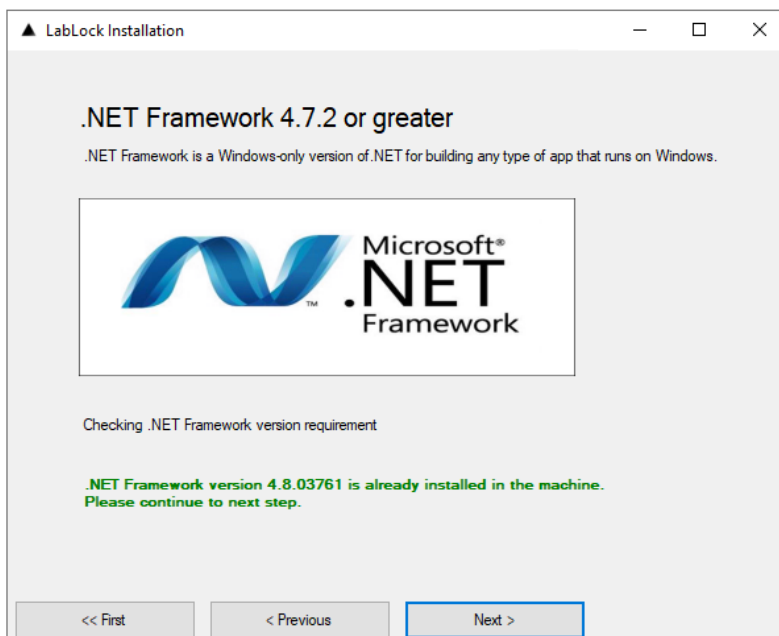 LabLock Installation
.NET Framework 4.7.2 or greater
.NET Framework is a Windows-only version of .NET for building any type of app that runs on Windows.
Microsoft®
.NET
™
Framework
Checking .NET Framework version requirement
.NET Framework version 4.8.03761 is already installed in the machine.
Please continue to next step.
<< First
< Previous
Next >